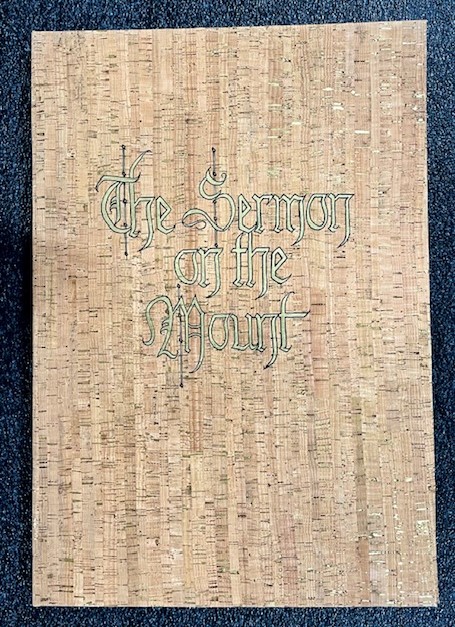 The Sermon
on the
Mount